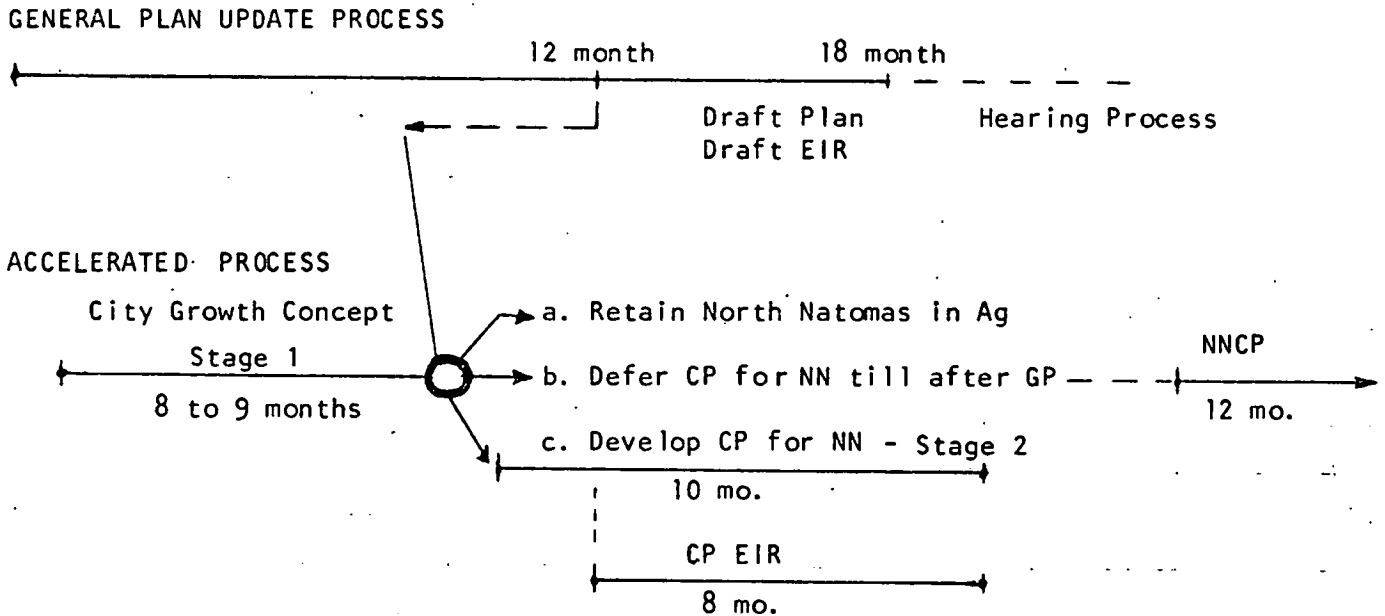 GENERAL PLAN UPDATE PROCESS
12 month
18 month
Draft Plan
Draft EIR
Hearing Process
ACCELERATED PROCESS
City Growth Concept
Stage 1
8 to 9 months
a. Retain North Natomas in Ag
b. Defer CP for NN till after GP
NNCP
12 mo.
c. Develop CP for NN - Stage 2
10 mo.
CP EIR
8 mo.